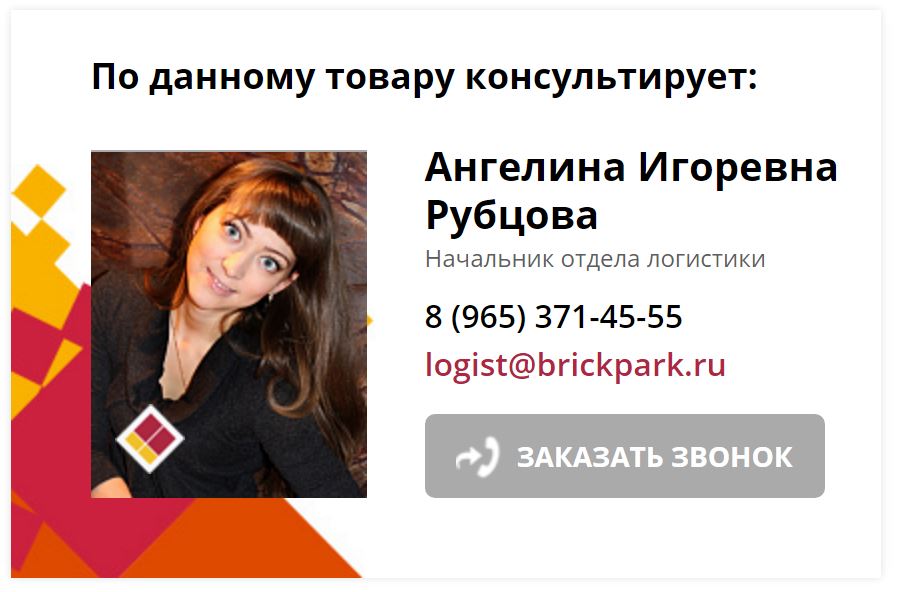 По данному товару консультирует:
Ангелина Игоревна
Рубцова
Начальник отдела логистики
8 (965) 371-45-55
logist@brickpark.ru
ЗАКАЗАТЬ ЗВОНОК